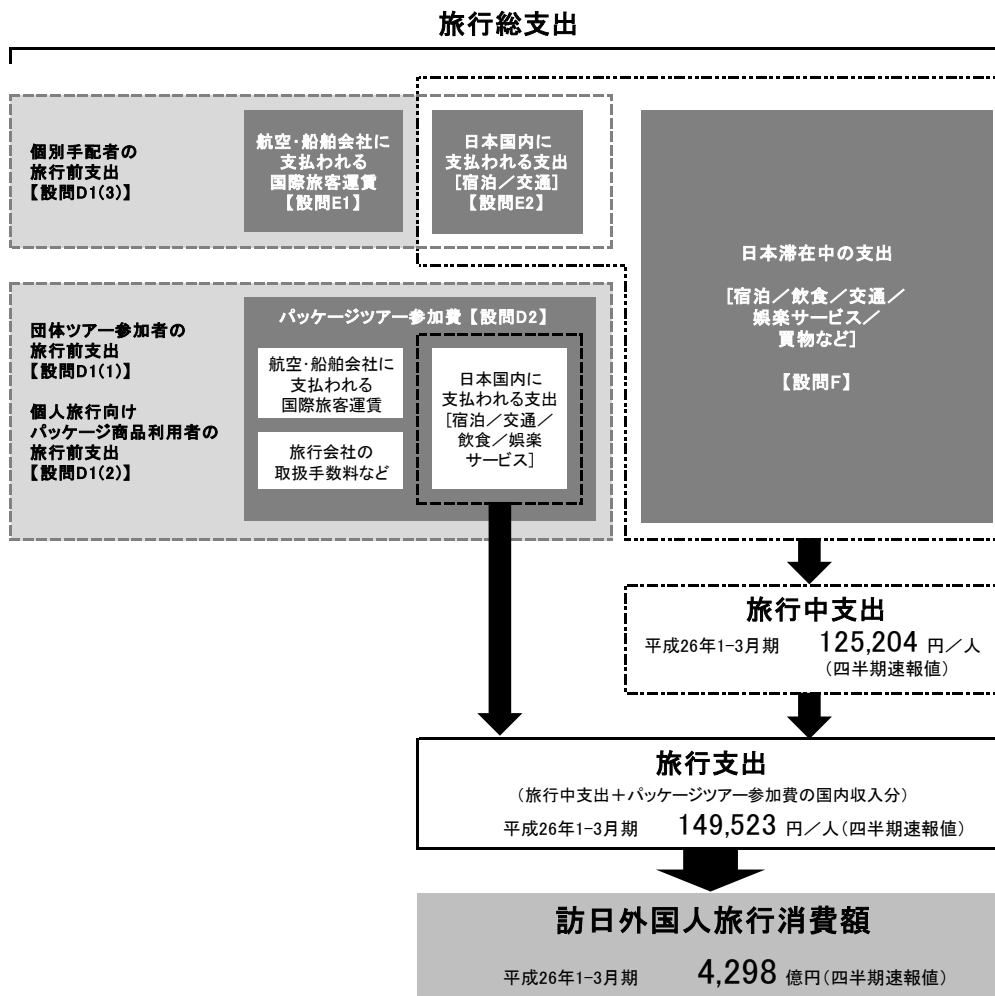 旅行総支出
個別手配者の
旅行前支出
【設問D1(3)】
航空・船舶会社に
支払われる
国際旅客運賃
【設問E1】
日本国内に
支払われる支出
[宿泊／交通]
【設問E2】
日本滞在中の支出
[宿泊／飲食／交通／
娯楽サービス／
買物など]
【設問F】
団体ツアー参加者の
旅行前支出
【設問D1(1)】
個人旅行向け
パッケージ商品利用者の
旅行前支出
【設問D1(2)】
パッケージツアー参加費【設問D2】
航空・船舶会社に
支払われる
国際旅客運賃
旅行会社の
取扱手数料など
日本国内に
支払われる支出
[宿泊／交通／
飲食／娯楽
サービス]
旅行中支出
平成26年1-3月期 125,204 円／人
（四半期速報値）
旅行支出
（旅行中支出＋パッケージツアー参加費の国内収入分）
平成26年1-3月期 149,523 円／人（四半期速報値）
訪日外国人旅行消費額
平成26年1-3月期 4,298 億円（四半期速報値）